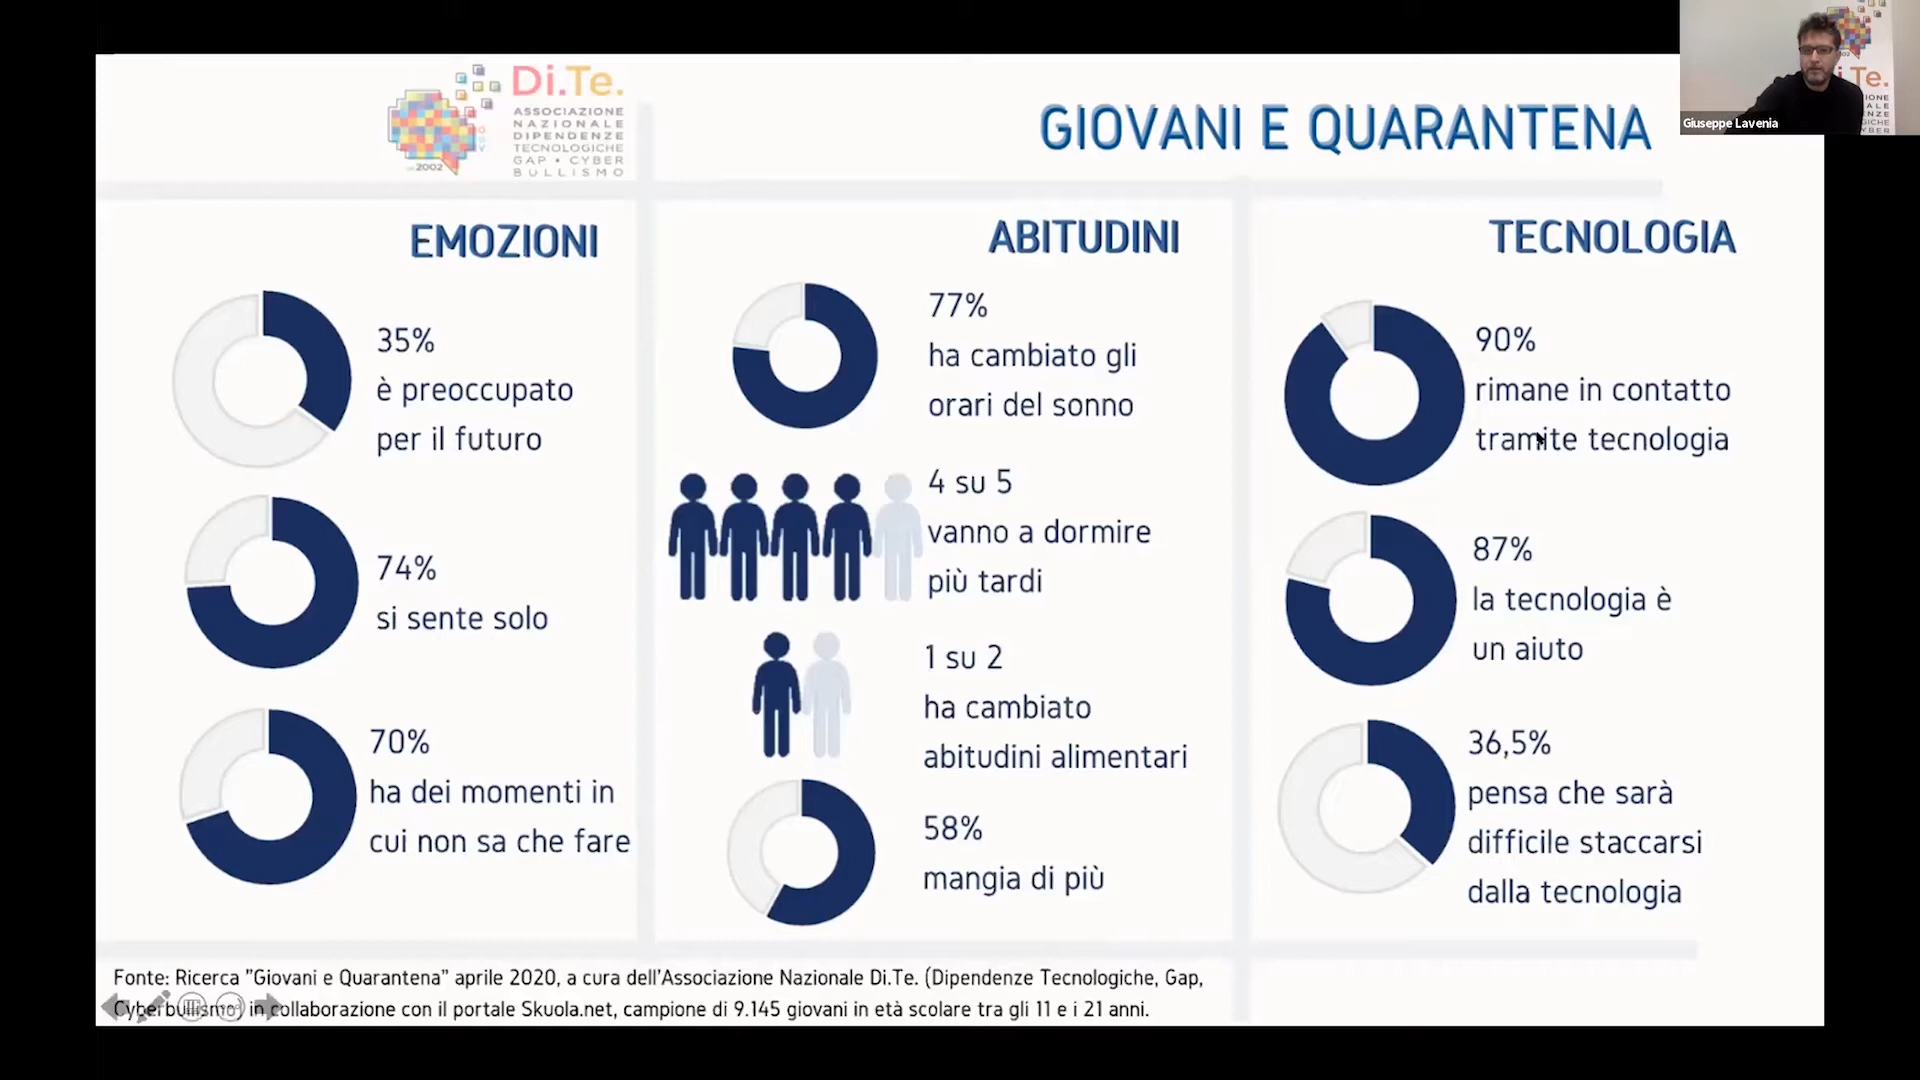 Di.Te.
ASSOCIAZIONE
NAZIONALE
DIPENDENZE
TECNOLOGICHE
GAP • CYBER
BULLISMO
2002
GIOVANI E QUARANTENA
Giuseppe Lavenia
EMOZIONI
35%
è preoccupato
per il futuro
74%
si sente solo
70%
ha dei momenti in
cui non sa che fare
ABITUDINI
77%
ha cambiato gli
orari del sonno
4 su 5
vanno a dormire
più tardi
1 su 2
ha cambiato
abitudini alimentari
58%
mangia di più
TECNOLOGIA
90%
rimane in contatto
tramite tecnologia
87%
la tecnologia è
un aiuto
36,5%
pensa che sarà
difficile staccarsi
dalla tecnologia
Fonte: Ricerca "Giovani e Quarantena" aprile 2020, a cura dell'Associazione Nazionale Di.Te. (Dipendenze Tecnologiche, Gap,
Cyberbullismo) in collaborazione con il portale Skuola.net, campione di 9.145 giovani in età scolare tra gli 11 e i 21 anni.